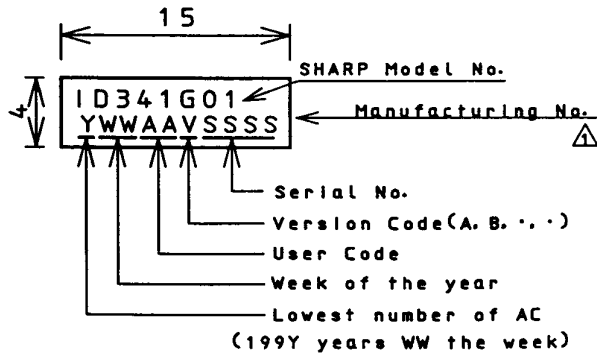 15
4
ID341G01
YWWAAVSSSS
SHARP Model No.
Manufacturing No.
1
Serial No.
Version Code(A. B. ・. ・)
User Code
Week of the year
Lowest number of AC
(199Y years WW the week)